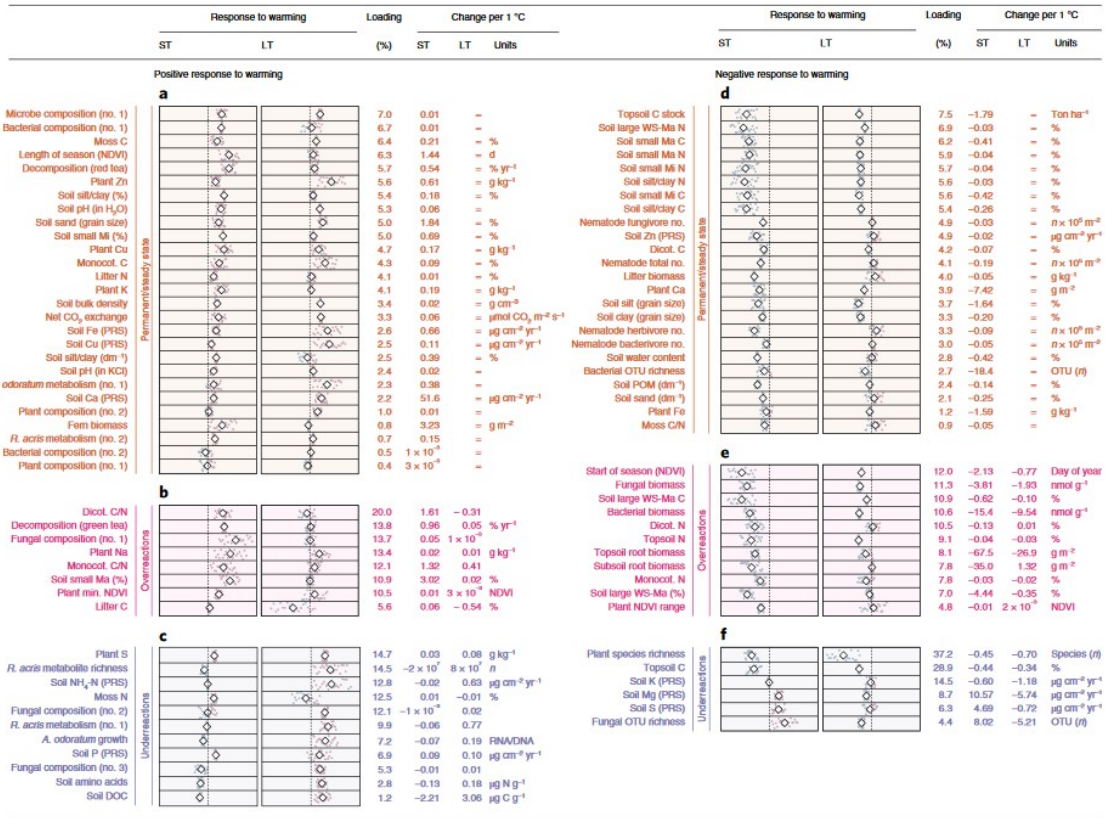 Response to warming Loading Change per 1 °C
ST LT (%) ST LT Units
Positive response to warming
a
Permanent/steady state
Microbe composition (no. 1) 7.0 0.01 =
Bacterial composition (no. 1) 6.7 0.01 =
Moss C 6.4 0.21 = %
Length of season (NDVI) 6.3 1.44 = d
Decomposition (red tea) 5.7 0.54 = % yr⁻¹
Plant Zn 5.6 0.61 = g kg⁻¹
Soil silt/clay (%) 5.4 0.18 = %
Soil pH (in H₂O) 5.3 0.06 =
Soil sand (grain size) 5.0 1.84 = %
Soil small Mi (%) 5.0 0.69 = %
Plant Cu 4.7 0.17 = g kg⁻¹
Monocot. C 4.3 0.09 = %
Litter N 4.1 0.01 = %
Plant K 4.1 0.19 = g kg⁻¹
Soil bulk density 3.4 0.02 = g cm⁻³
Net CO₂ exchange 3.3 0.06 = μmol CO₂ m⁻² s⁻¹
Soil Fe (PRS) 2.6 0.66 = μg cm⁻² yr⁻¹
Soil Cu (PRS) 2.5 0.11 = μg cm⁻² yr⁻¹
Soil silt/clay (dm⁻¹) 2.5 0.39 = %
Soil pH (in KCl) 2.4 0.02 =
odoratum metabolism (no. 1) 2.3 0.38 =
Soil Ca (PRS) 2.2 51.6 = μg cm⁻² yr⁻¹
Plant composition (no. 2) 1.0 0.01 =
Fern biomass 0.8 3.23 = g m⁻²
R. acris metabolism (no. 2) 0.7 0.15 =
Bacterial composition (no. 2) 0.5 =
Plant composition (no. 1) 0.4 =
b
Overreactions
Dicot. C/N 20.0 1.61 –0.31
Decomposition (green tea) 13.8 0.96 0.05 % yr⁻¹
Fungal composition (no. 1) 13.7 0.05
Plant Na 13.4 0.02 0.01 g kg⁻¹
Monocot. C/N 12.1 1.32 0.41
Soil small Ma (%) 10.9 3.02 0.02 %
Plant min. NDVI 10.5 0.01 NDVI
Litter C 5.6 0.06 –0.54 %
c
Underreactions
Plant S 14.7 0.03 0.08 g kg⁻¹
R. acris metabolite richness 14.5 –2 × 10⁷ 8 × 10⁷ n
Soil NH₄-N (PRS) 12.8 –0.02 0.63 μg cm⁻² yr⁻¹
Moss N 12.5 0.01 –0.01 %
Fungal composition (no. 2) 12.1 0.02
R. acris metabolism (no. 1) 9.9 –0.06 0.77
A. odoratum growth 7.2 –0.07 0.19 RNA/DNA
Soil P (PRS) 6.9 0.09 0.10 μg cm⁻² yr⁻¹
Fungal composition (no. 3) 5.3 –0.01 0.01
Soil amino acids 2.8 –0.13 0.18 μg N g⁻¹
Soil DOC 1.2 –2.21 3.06 μg C g⁻¹
Response to warming Loading Change per 1 °C
ST LT (%) ST LT Units
Negative response to warming
d
Permanent/steady state
Topsoil C stock 7.5 –1.79 = Ton ha⁻¹
Soil large WS-Ma N 6.9 –0.03 = %
Soil small Ma C 6.2 –0.41 = %
Soil small Ma N 5.9 –0.04 = %
Soil small Mi N 5.7 –0.04 = %
Soil silt/clay N 5.6 –0.03 = %
Soil small Mi C 5.6 –0.42 = %
Soil silt/clay C 5.4 –0.26 = %
Nematode fungivore no. 4.9 –0.03 = n × 10⁶ m⁻²
Soil Zn (PRS) 4.9 –0.02 = μg cm⁻² yr⁻¹
Dicot. C 4.2 –0.07 = %
Nematode total no. 4.1 –0.19 = n × 10⁶ m⁻²
Litter biomass 4.0 –0.05 = g kg⁻¹
Plant Ca 3.9 –7.42 = g m⁻²
Soil silt (grain size) 3.7 –1.64 = %
Soil clay (grain size) 3.3 –0.20 = %
Nematode herbivore no. 3.3 –0.09 = n × 10⁶ m⁻²
Nematode bacterivore no. 3.0 –0.05 = n × 10⁶ m⁻²
Soil water content 2.8 –0.42 = %
Bacterial OTU richness 2.7 –18.4 = OTU (n)
Soil POM (dm⁻¹) 2.4 –0.14 = %
Soil sand (dm⁻¹) 2.1 –0.25 = %
Plant Fe 1.2 –1.59 = g kg⁻¹
Moss C/N 0.9 –0.05 =
e
Overreactions
Start of season (NDVI) 12.0 –2.13 –0.77 Day of year
Fungal biomass 11.3 –3.81 –1.93 nmol g⁻¹
Soil large WS-Ma C 10.9 –0.62 –0.10 %
Bacterial biomass 10.6 –15.4 –9.54 nmol g⁻¹
Dicot. N 10.5 –0.13 0.01 %
Topsoil N 9.1 –0.04 –0.03 %
Topsoil root biomass 8.1 –67.5 –26.9 g m⁻²
Subsoil root biomass 7.8 –35.0 1.32 g m⁻²
Monocot. N 7.8 –0.03 –0.02 %
Soil large WS-Ma (%) 7.0 –4.44 –0.35 %
Plant NDVI range 4.8 –0.01 NDVI
f
Underreactions
Plant species richness 37.2 –0.45 –0.70 Species (n)
Topsoil C 28.9 –0.44 –0.34 %
Soil K (PRS) 14.5 –0.60 –1.18 μg cm⁻² yr⁻¹
Soil Mg (PRS) 8.7 10.57 –5.74 μg cm⁻² yr⁻¹
Soil S (PRS) 6.3 4.69 –0.72 μg cm⁻² yr⁻¹
Fungal OTU richness 4.4 8.02 –5.21 OTU (n)